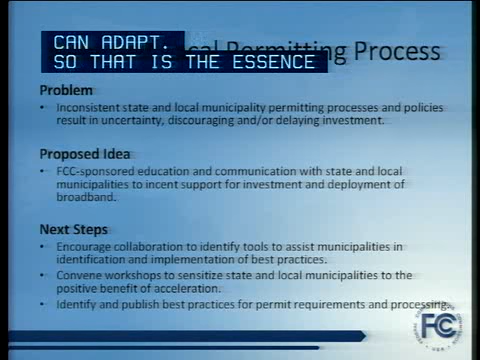 CAN ADAPT.
SO THAT IS THE ESSENCE
Local Permitting Process
Problem
• Inconsistent state and local municipality permitting processes and policies
result in uncertainty, discouraging and/or delaying investment.
Proposed Idea
• FCC-sponsored education and communication with state and local
municipalities to incent support for investment and deployment of
broadband.
Next Steps
• Encourage collaboration to identify tools to assist municipalities in
identification and implementation of best practices.
• Convene workshops to sensitize state and local municipalities to the
positive benefit of acceleration.
• Identify and publish best practices for permit requirements and processing.
FCC
USA